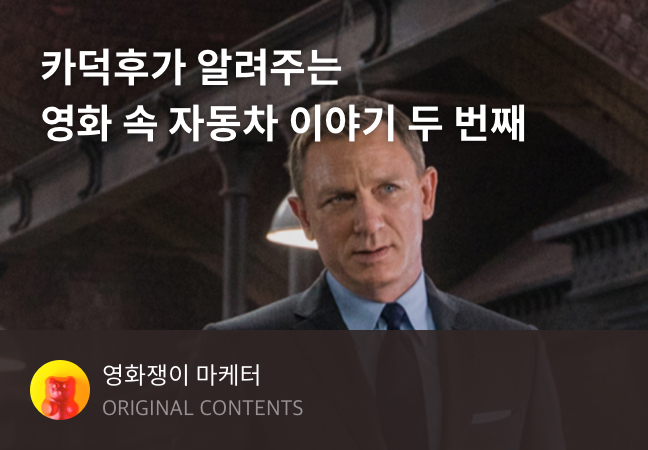 카덕후가 알려주는
영화 속 자동차 이야기 두 번째
영화쟁이 마케터
ORIGINAL CONTENTS